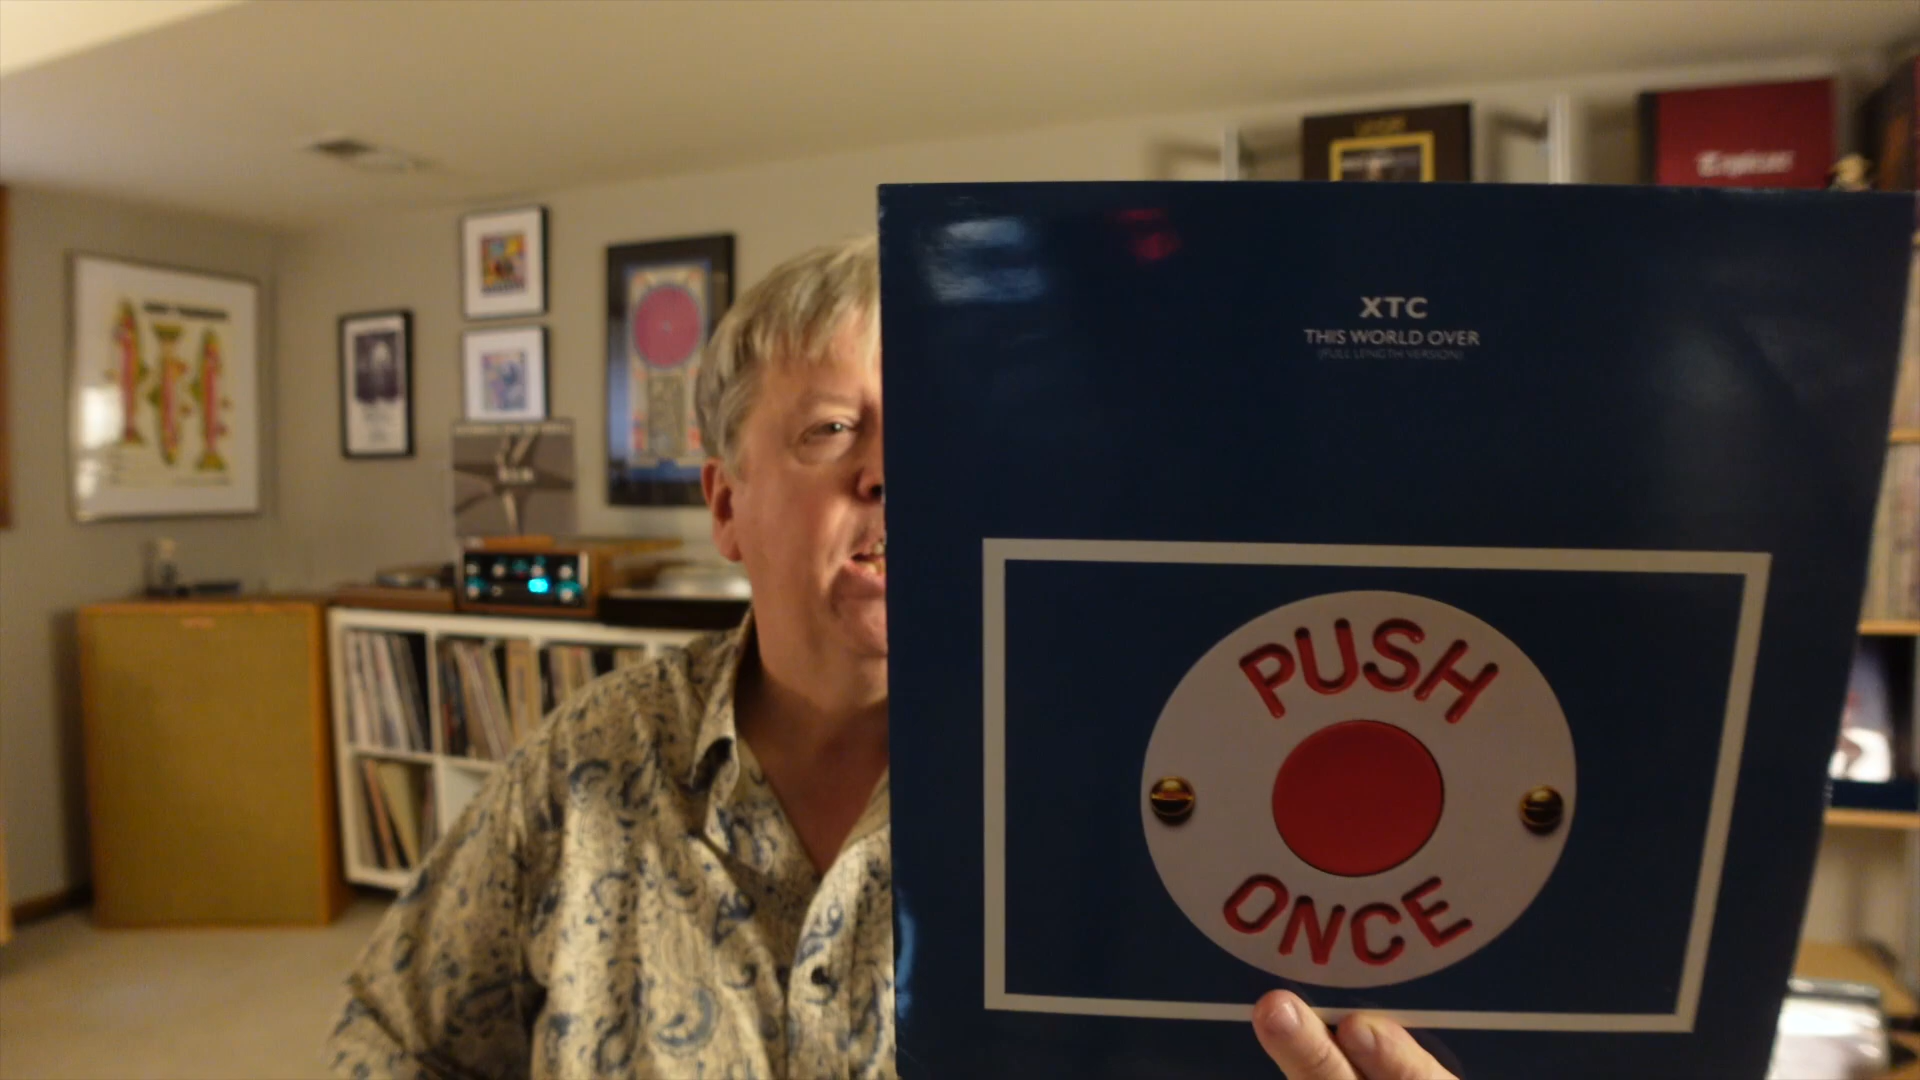 XTC
THIS WORLD OVER
(FULL LENGTH VERSION)
PUSH
ONCE